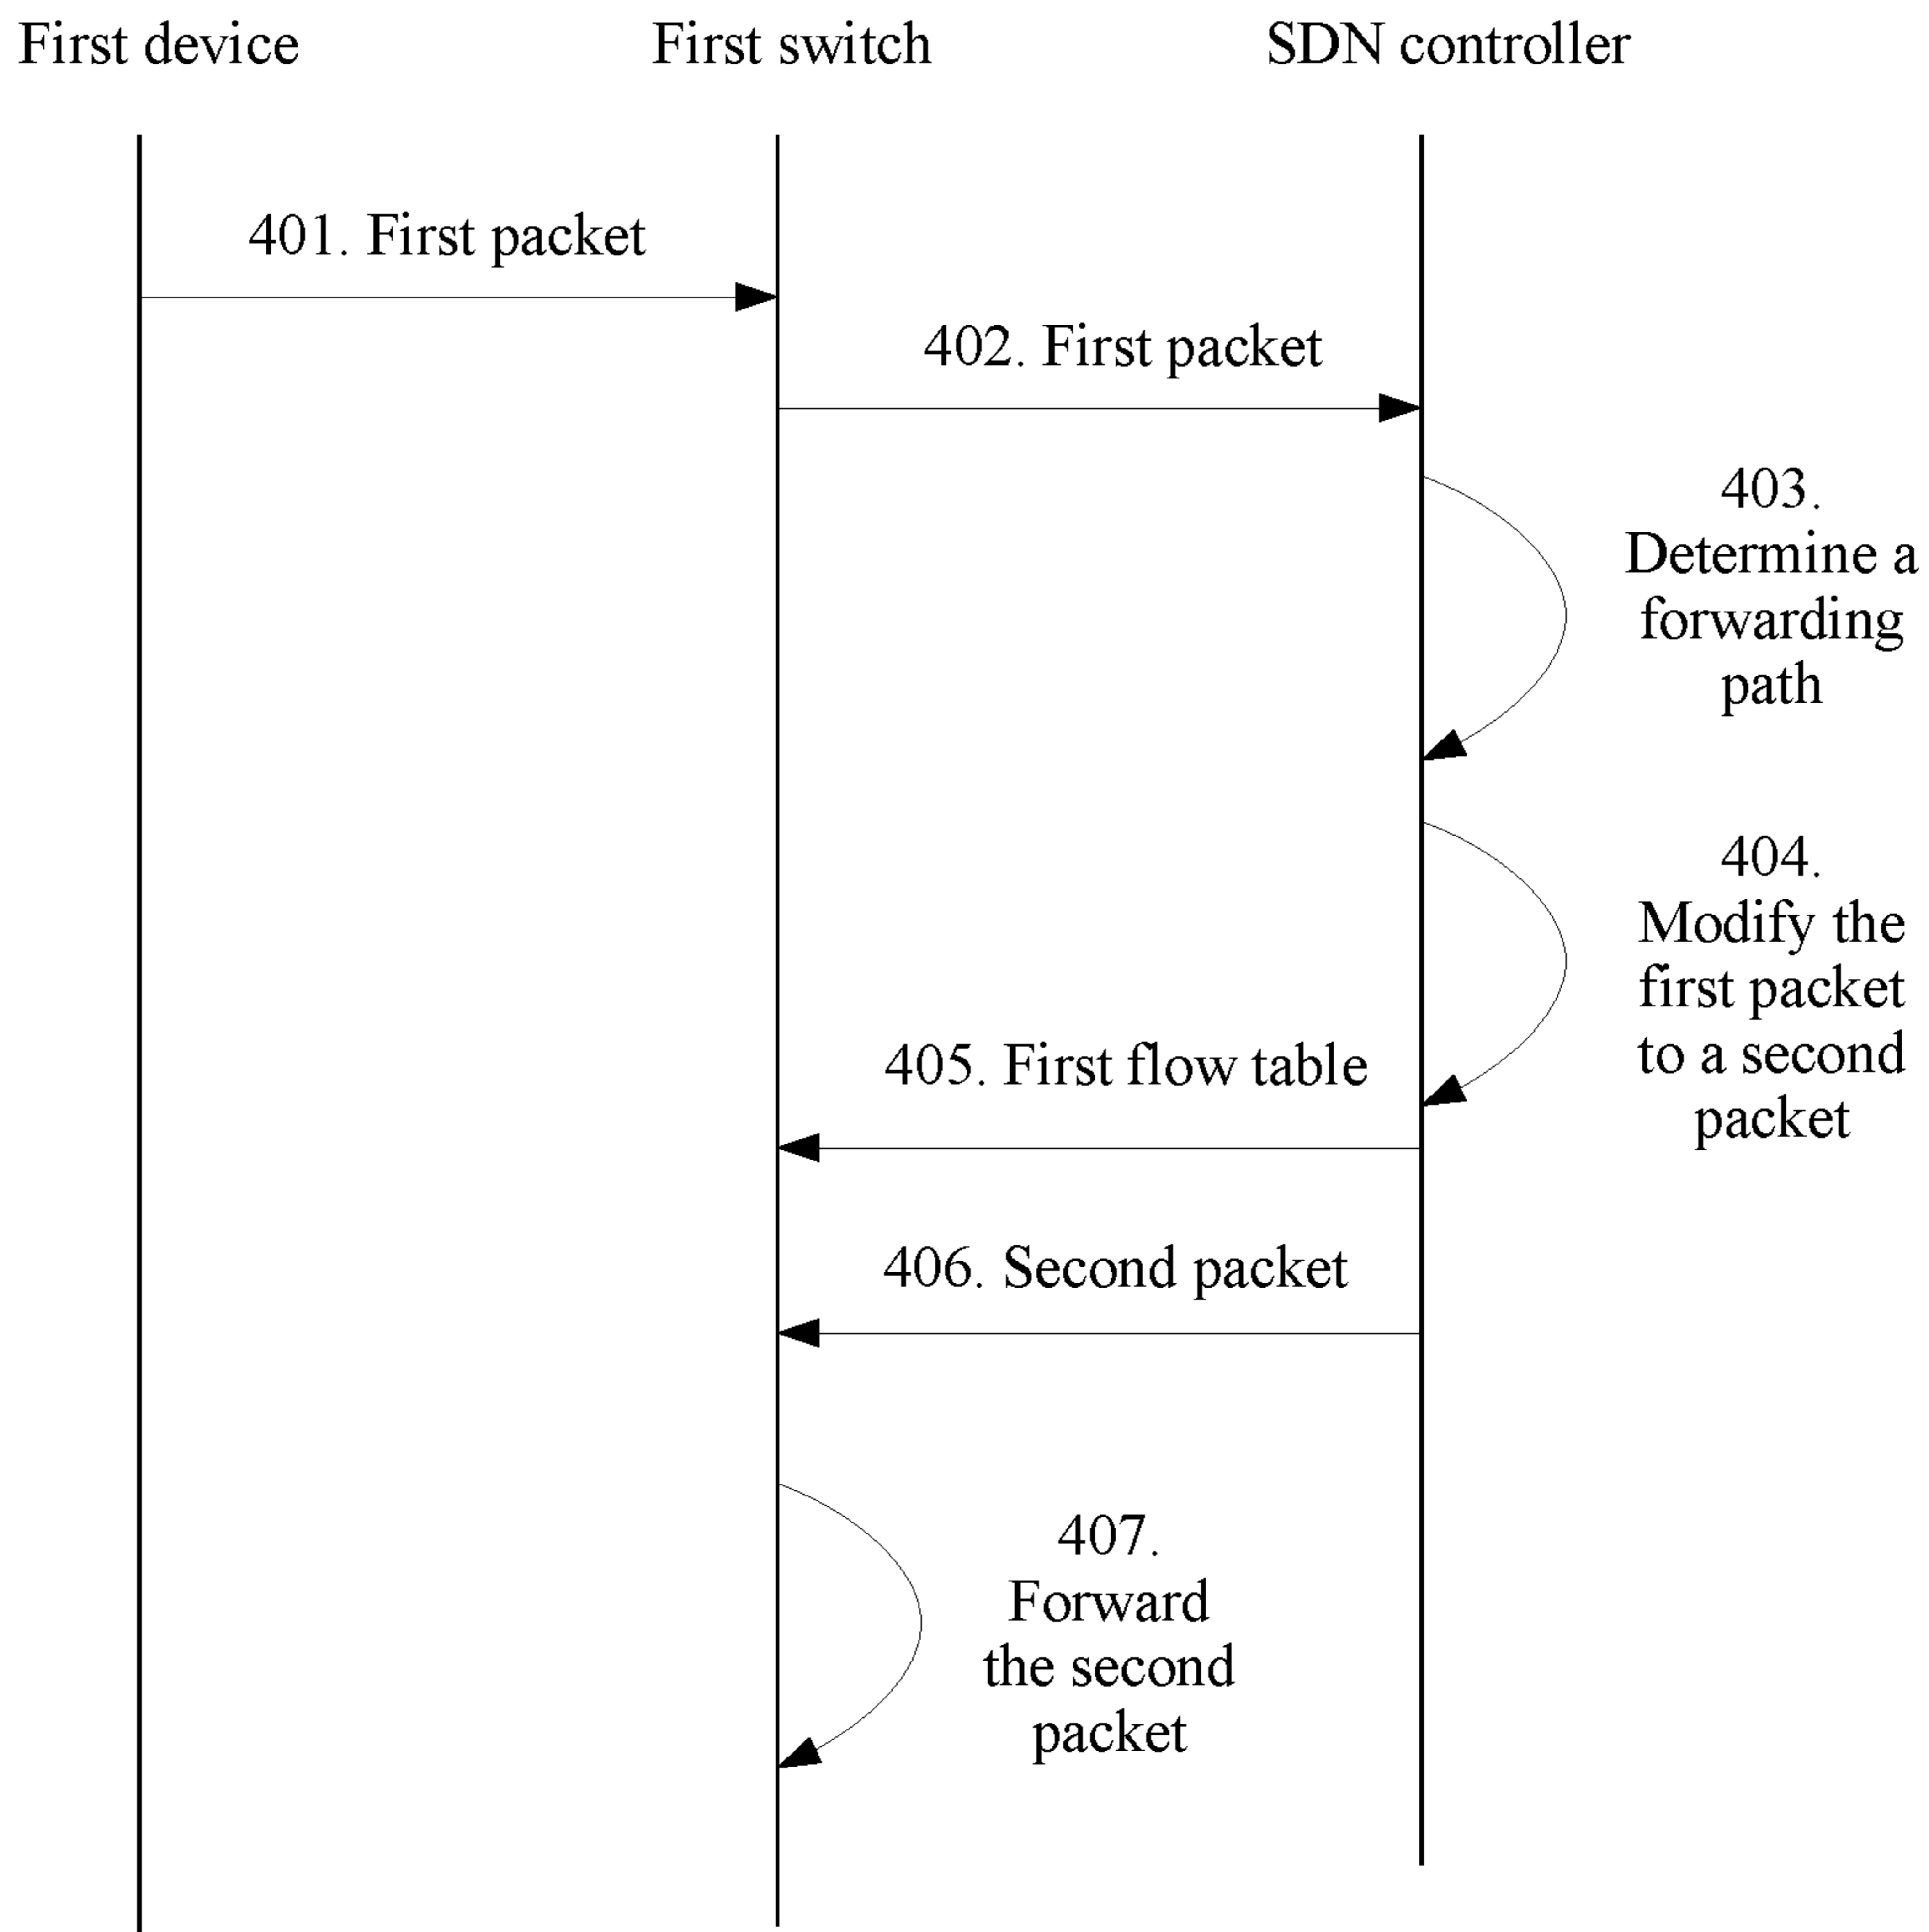 First device
First switch
SDN controller
401. First packet
402. First packet
403.
Determine a
forwarding
path
404.
Modify the
first packet
to a second
packet
405. First flow table
406. Second packet
407.
Forward
the second
packet